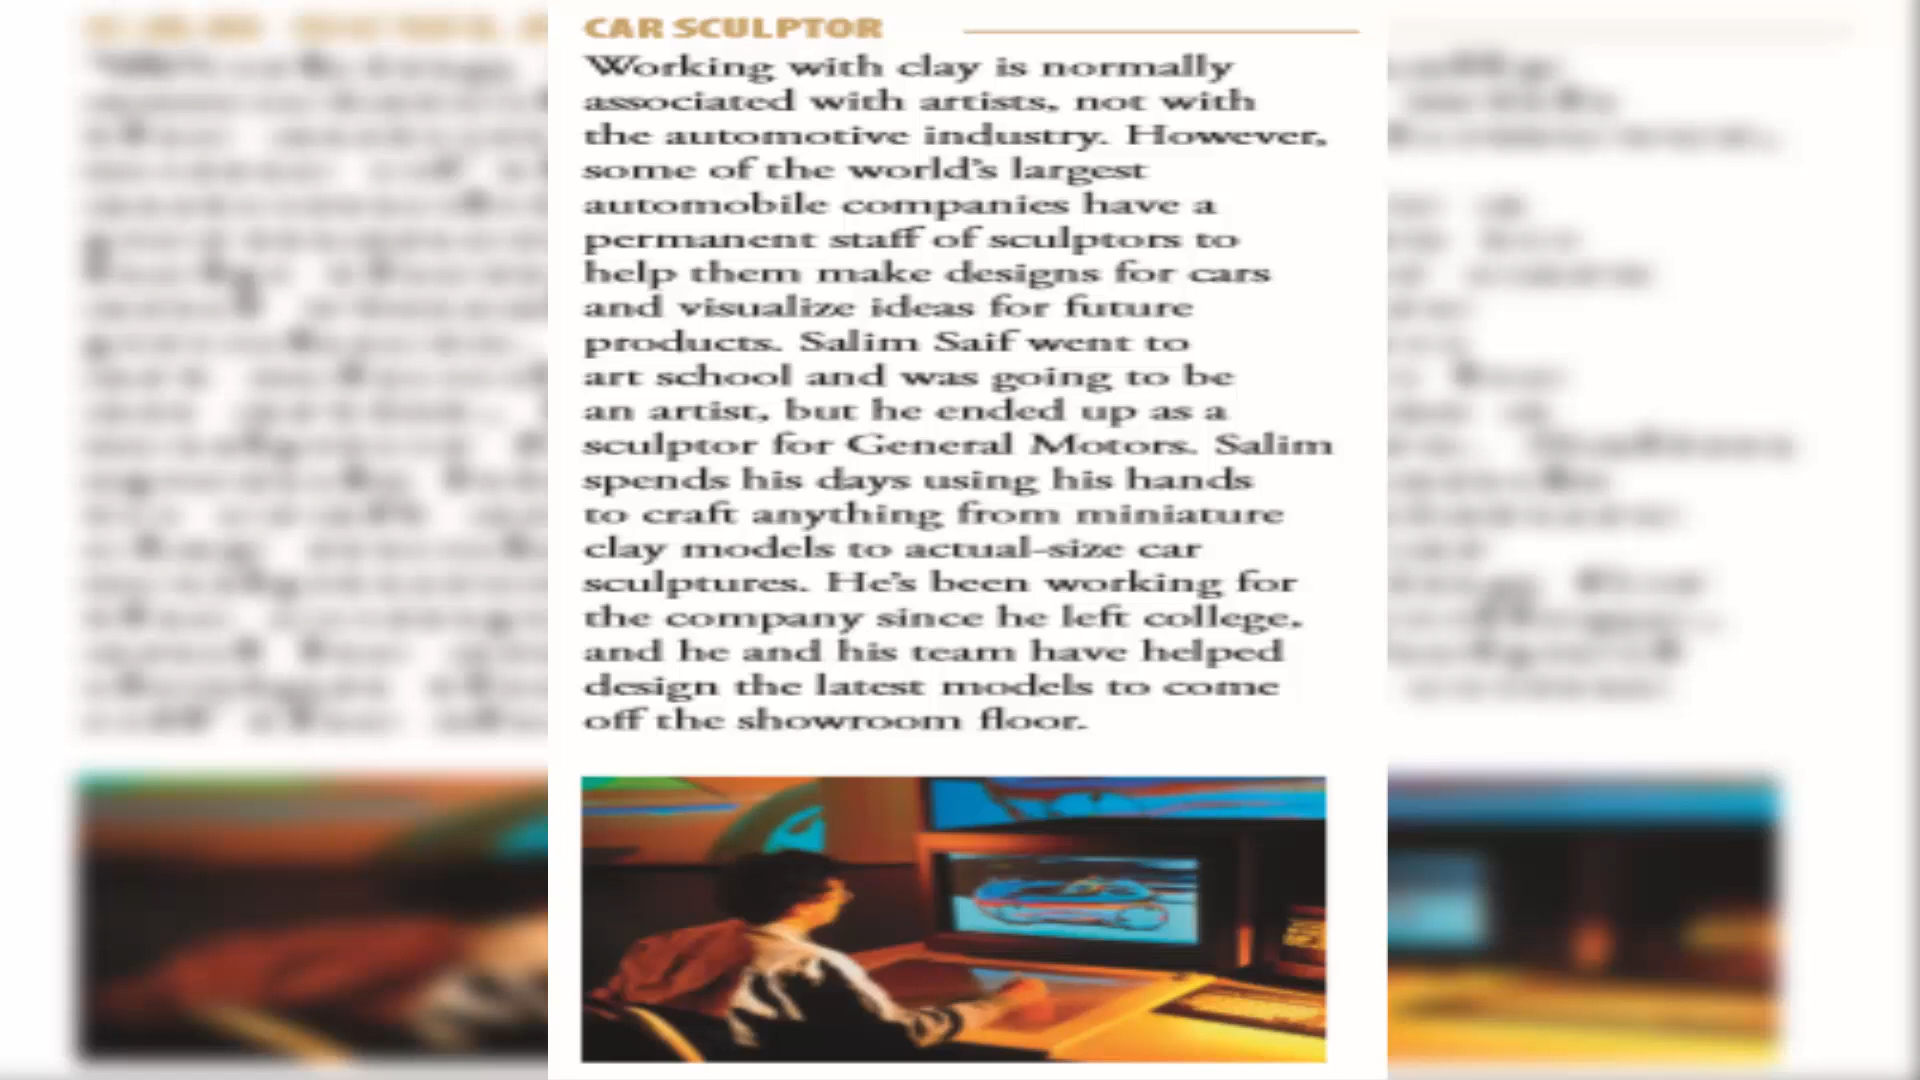 CAR SCULPTOR
Working with clay is normally
associated with artists, not with
the automotive industry. However,
some of the world's largest
automobile companies have a
permanent staff of sculptors to
help them make designs for cars
and visualize ideas for future
products. Salim Saif went to
art school and was going to be
an artist, but he ended up as a
sculptor for General Motors. Salim
spends his days using his hands
to craft anything from miniature
clay models to actual-size car
sculptures. He's been working for
the company since he left college,
and he and his team have helped
design the latest models to come
off the showroom floor.